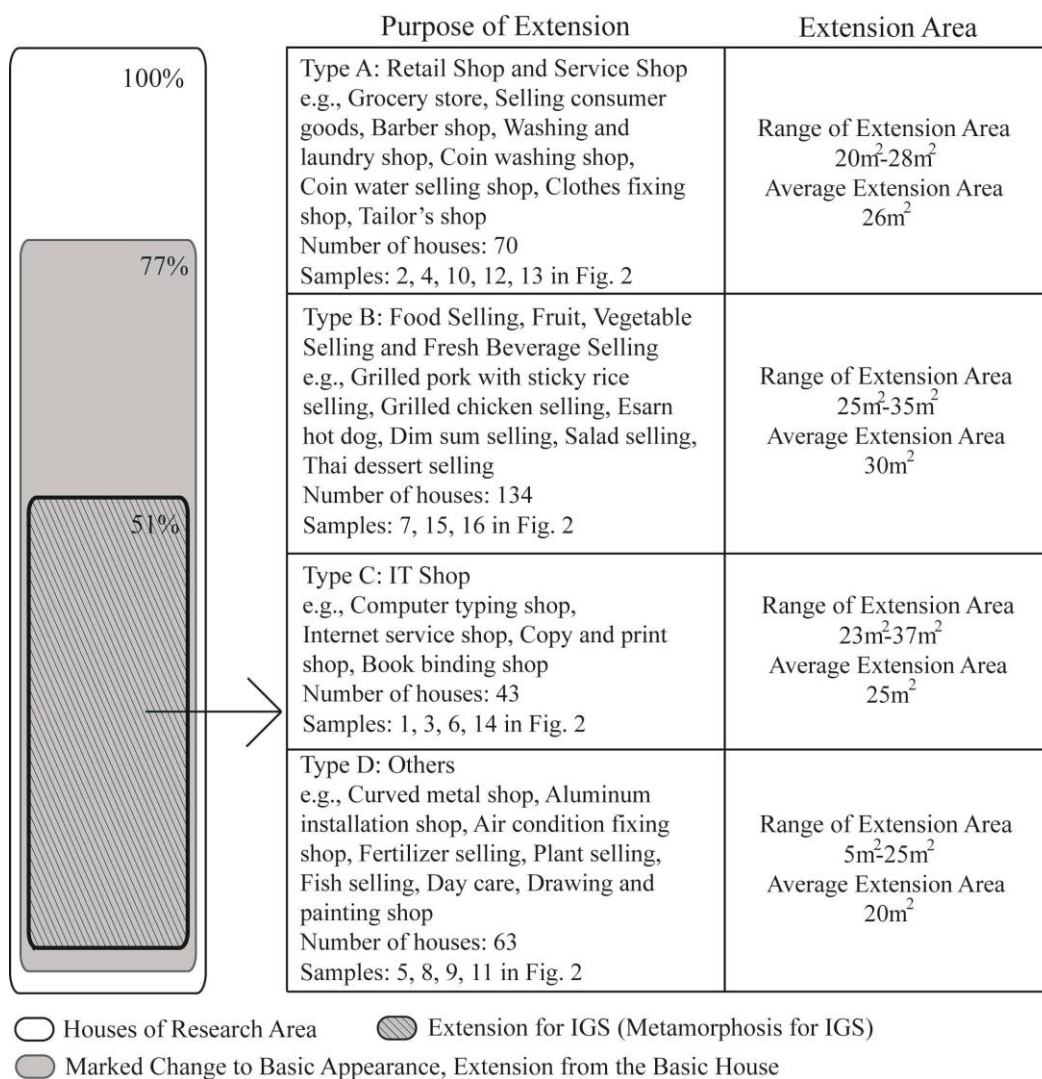 Purpose of Extension
Extension Area
100%
77%
51%
Type A: Retail Shop and Service Shop
e.g., Grocery store, Selling consumer
goods, Barber shop, Washing and
laundry shop, Coin washing shop,
Coin water selling shop, Clothes fixing
shop, Tailor's shop
Number of houses: 70
Samples: 2, 4, 10, 12, 13 in Fig. 2
Range of Extension Area
20m²-28m²
Average Extension Area
26m²
Type B: Food Selling, Fruit, Vegetable
Selling and Fresh Beverage Selling
e.g., Grilled pork with sticky rice
selling, Grilled chicken selling, Esarn
hot dog, Dim sum selling, Salad selling,
Thai dessert selling
Number of houses: 134
Samples: 7, 15, 16 in Fig. 2
Range of Extension Area
25m²-35m²
Average Extension Area
30m²
Type C: IT Shop
e.g., Computer typing shop,
Internet service shop, Copy and print
shop, Book binding shop
Number of houses: 43
Samples: 1, 3, 6, 14 in Fig. 2
Range of Extension Area
23m²-37m²
Average Extension Area
25m²
Type D: Others
e.g., Curved metal shop, Aluminum
installation shop, Air condition fixing
shop, Fertilizer selling, Plant selling,
Fish selling, Day care, Drawing and
painting shop
Number of houses: 63
Samples: 5, 8, 9, 11 in Fig. 2
Range of Extension Area
5m²-25m²
Average Extension Area
20m²
Houses of Research Area
Extension for IGS (Metamorphosis for IGS)
Marked Change to Basic Appearance, Extension from the Basic House